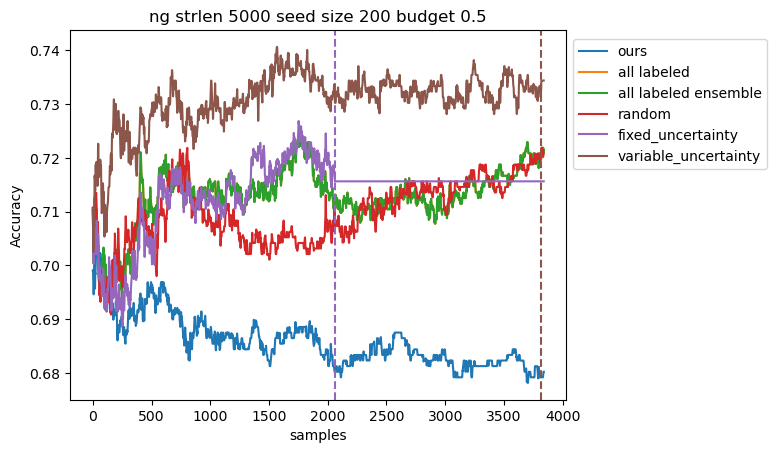 ng strlen 5000 seed size 200 budget 0.5
0.74
0.73
0.72
0.71
0.70
0.69
0.68
Accuracy
0
500
1000
1500
2000
2500
3000
3500
4000
samples
ours
all labeled
all labeled ensemble
random
fixed_uncertainty
variable_uncertainty